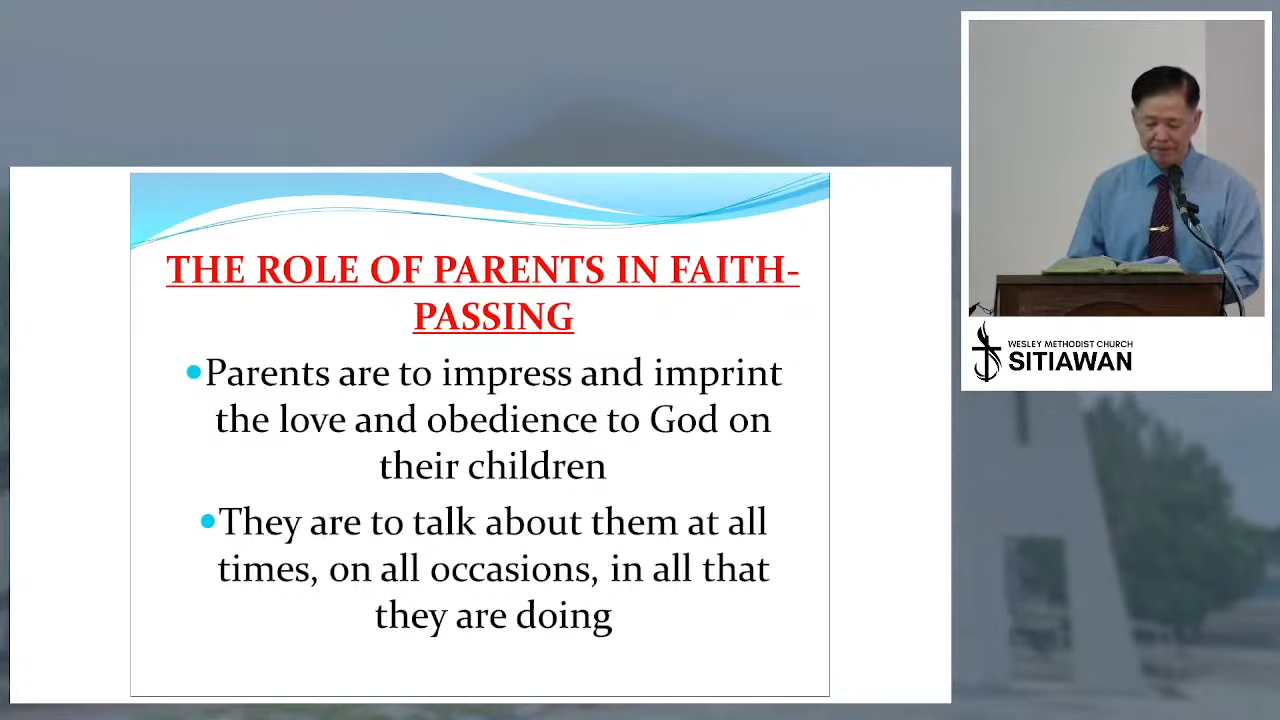 THE ROLE OF PARENTS IN FAITH-
PASSING
•Parents are to impress and imprint
the love and obedience to God on
their children
•They are to talk about them at all
times, on all occasions, in all that
they are doing
WESLEY METHODIST CHURCH
SITIAWAN